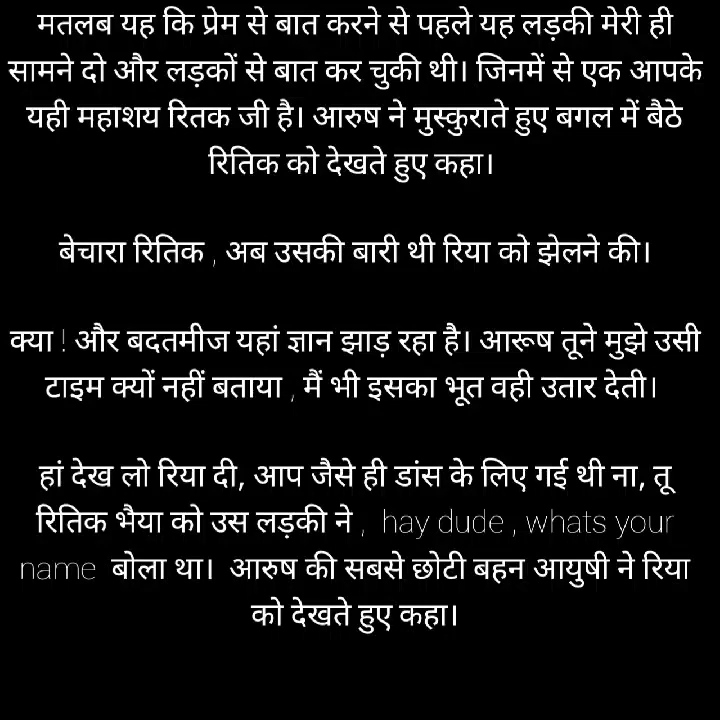 मतलब यह कि प्रेम से बात करने से पहले यह लड़की मेरी ही
सामने दो और लड़कों से बात कर चुकी थी। जिनमें से एक आपके
यही महाशय रितक जी है। आरुष ने मुस्कुराते हुए बगल में बैठे
रितिक को देखते हुए कहा।
बेचारा रितिक , अब उसकी बारी थी रिया को झेलने की।
क्या ! और बदतमीज यहां ज्ञान झाड़ रहा है। आरूष तूने मुझे उसी
टाइम क्यों नहीं बताया , मैं भी इसका भूत वही उतार देती।
हां देख लो रिया दी, आप जैसे ही डांस के लिए गई थी ना, तू
रितिक भैया को उस लड़की ने , hay dude , whats your
name बोला था। आरुष की सबसे छोटी बहन आयुषी ने रिया
को देखते हुए कहा।